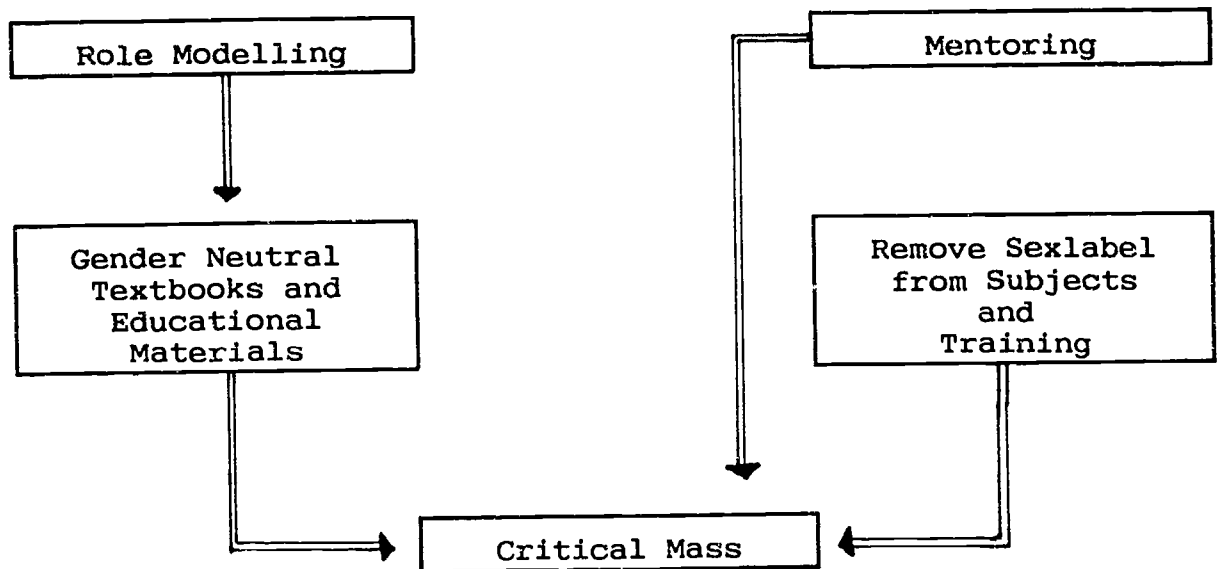 Role Modelling
Mentoring
Gender Neutral
Textbooks and
Educational
Materials
Remove Sexlabel
from Subjects
and
Training
Critical Mass